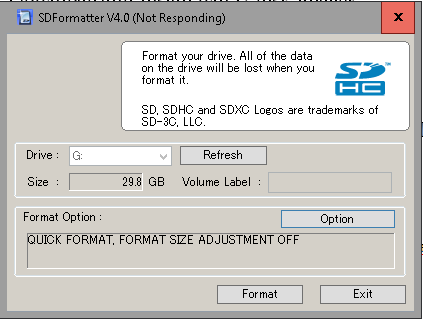 SDFormatter V4.0 (Not Responding)
x
Format your drive. All of the data
on the drive will be lost when you
format it.
SD, SDHC and SDXC Logos are trademarks of
SD-3C, LLC.
SD
HC
Drive : G: Refresh
Size : 29.8 GB Volume Label :
Format Option :
Option
QUICK FORMAT, FORMAT SIZE ADJUSTMENT OFF
Format Exit